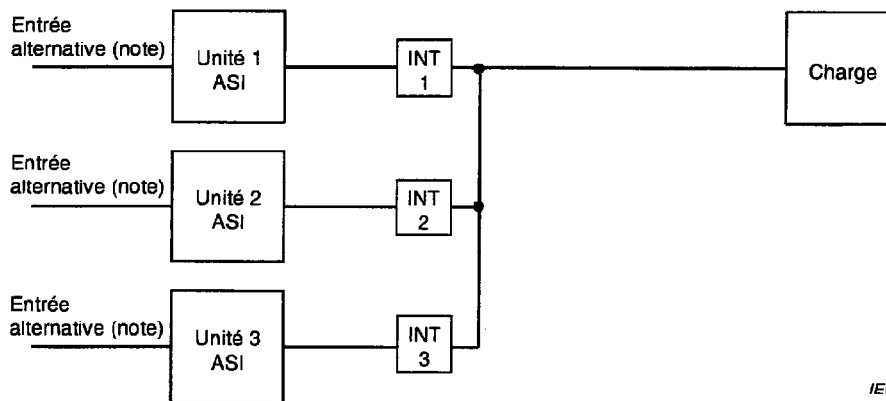 Entrée
alternative (note)
Unité 1
ASI
INT
1
Charge
Entrée
alternative (note)
Unité 2
ASI
INT
2
Entrée
alternative (note)
Unité 3
ASI
INT
3